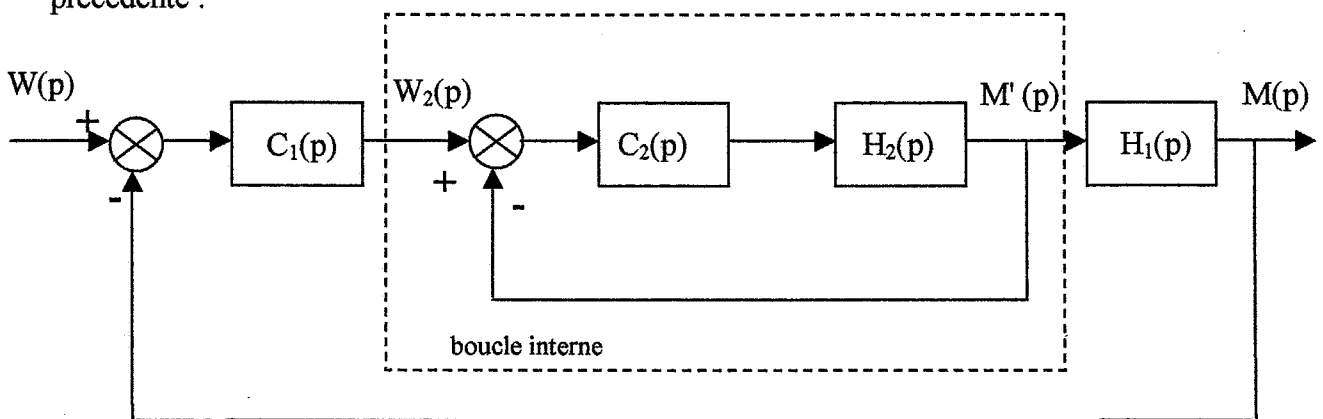 précédente :
W(p)
+
-
C₁(p)
W₂(p)
+
-
C₂(p)
H₂(p)
M' (p)
H₁(p)
M(p)
boucle interne